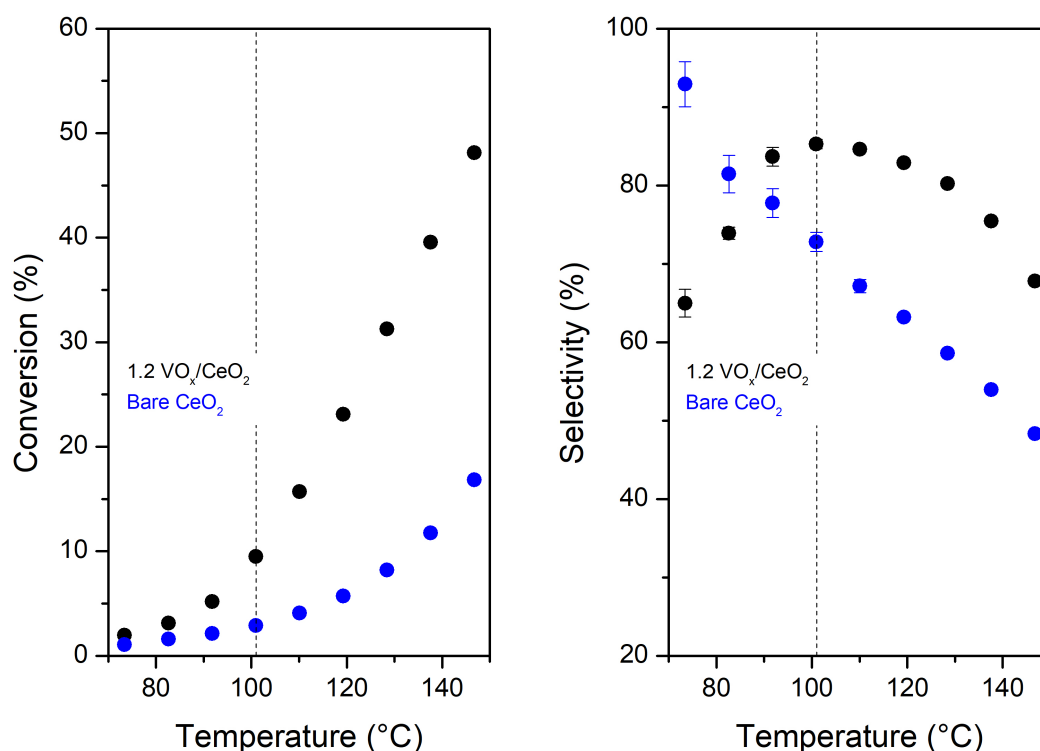 60
50
40
30
20
10
0
Conversion (%)
1.2 VOₓ/CeO₂
Bare CeO₂
80
100
120
140
Temperature (°C)
100
80
60
40
20
Selectivity (%)
1.2 VOₓ/CeO₂
Bare CeO₂
80
100
120
140
Temperature (°C)